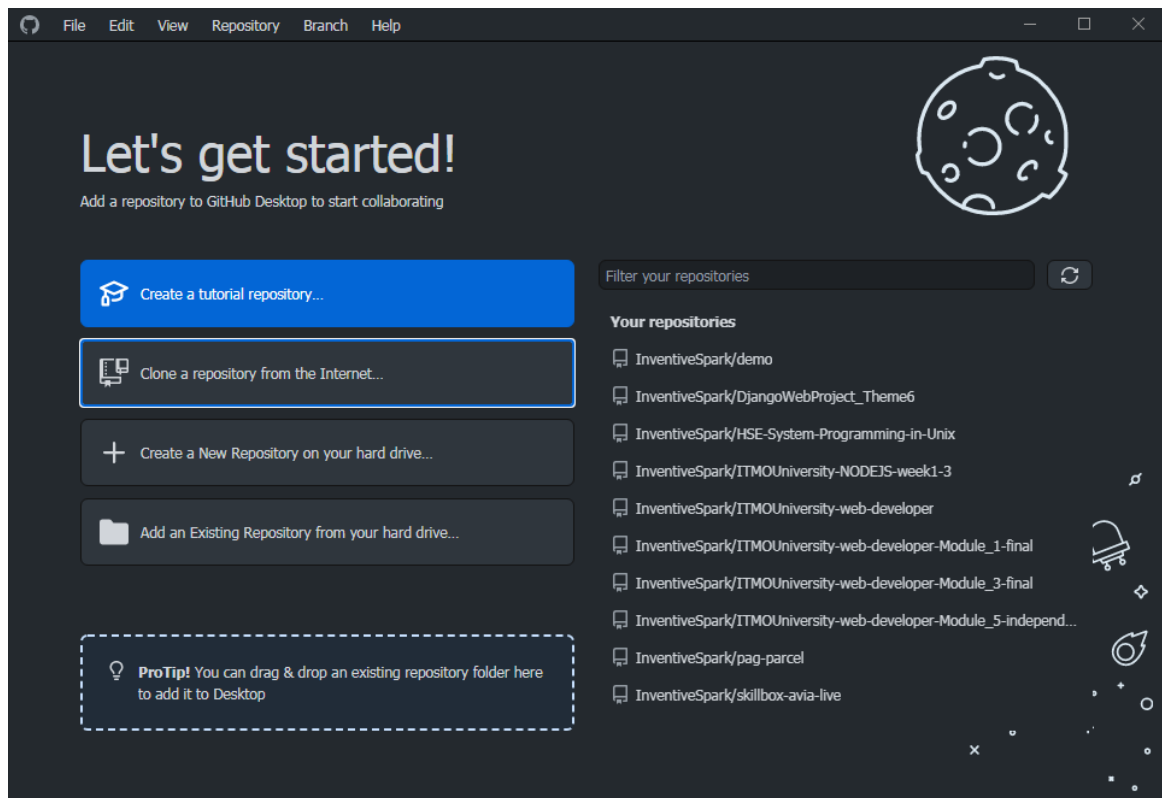 File Edit View Repository Branch Help
Let's get started!
Add a repository to GitHub Desktop to start collaborating
Create a tutorial repository...
Clone a repository from the Internet...
Create a New Repository on your hard drive...
Add an Existing Repository from your hard drive...
ProTip! You can drag & drop an existing repository folder here
to add it to Desktop
Filter your repositories
Your repositories
InventiveSpark/demo
InventiveSpark/DjangoWebProject_Theme6
InventiveSpark/HSE-System-Programming-in-Unix
InventiveSpark/ITMOUniversity-NODEJS-week1-3
InventiveSpark/ITMOUniversity-web-developer
InventiveSpark/ITMOUniversity-web-developer-Module_1-final
InventiveSpark/ITMOUniversity-web-developer-Module_3-final
InventiveSpark/ITMOUniversity-web-developer-Module_5-independ...
InventiveSpark/pag-parcel
InventiveSpark/skillbox-avia-live